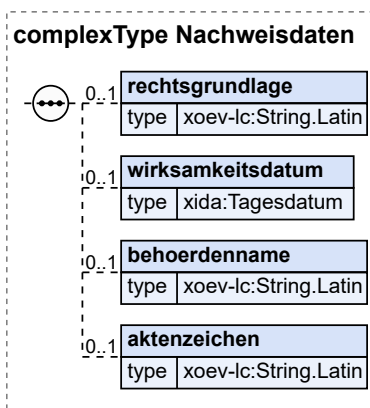 complexType Nachweisdaten
0..1 rechtsgrundlage
type xoev-lc:String.Latin
0..1 wirksamkeitsdatum
type xida:Tagesdatum
0..1 behoerdenname
type xoev-lc:String.Latin
0..1 aktenzeichen
type xoev-lc:String.Latin